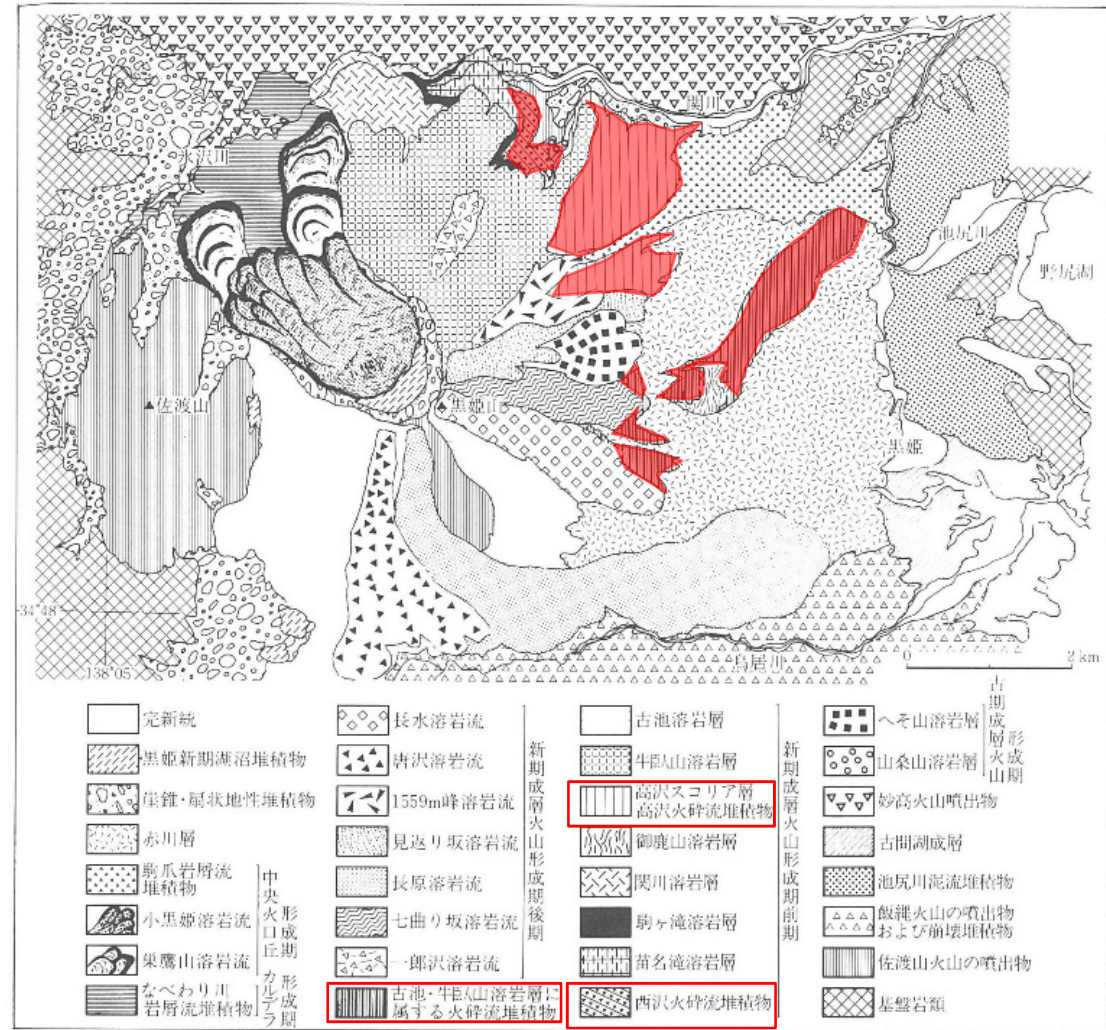 関川
氷沢川
池尻川
野尻湖
▲佐渡山
黒姫山
黒姫
34°48'
138°05'
鳥居川
0 2 km
完新統
黒姫新期湖沼堆積物
崖錐・扇状地性堆積物
赤川層
駒爪岩屑流
堆積物
小黒姫溶岩流
巣鷹山溶岩流
中央火口丘形成期
なべわり川
岩屑流堆積物
カルデラ形成期
長水溶岩流
唐沢溶岩流
1559m峰溶岩流
見返り坂溶岩流
長原溶岩流
七曲り坂溶岩流
一郎沢溶岩流
新期成層火山形成期後期
古池・牛臥山溶岩層に
属する火砕流堆積物
古池溶岩層
牛臥山溶岩層
高沢スコリア層
高沢火砕流堆積物
御鹿山溶岩層
関川溶岩層
駒ヶ滝溶岩層
苗名滝溶岩層
西沢火砕流堆積物
新期成層火山形成期前期
へそ山溶岩層
山桑山溶岩層
古期成層火山形成期
妙高火山噴出物
古間湖成層
池尻川泥流堆積物
飯縄火山の噴出物
および崩壊堆積物
佐渡山火山の噴出物
基盤岩類